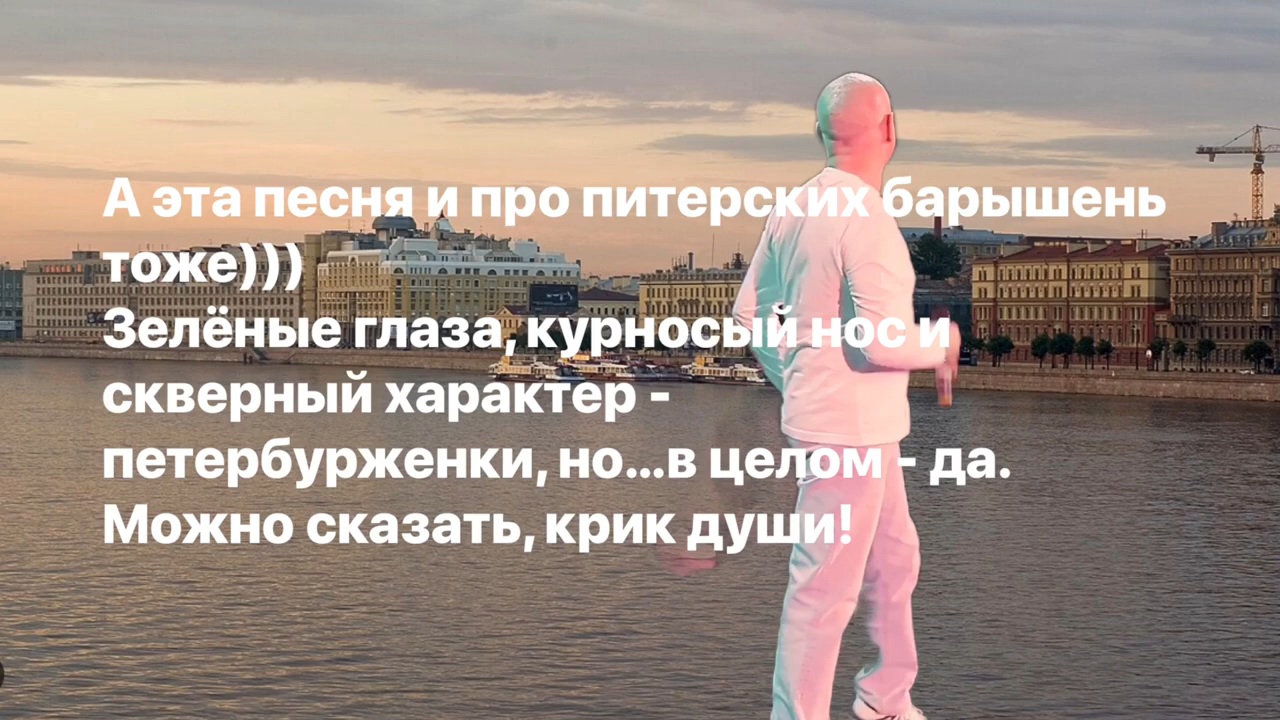 А эта песня и про питерских барышень
тоже)))
Зелёные глаза, курносый нос и
скверный характер -
петербурженки, но...в целом - да.
Можно сказать, крик души!